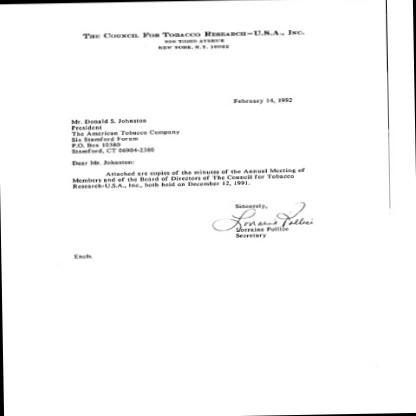 THE COUNCIL FOR TOBACCO RESEARCH—U.S.A., INC.
900 THIRD AVENUE
NEW YORK, N.Y. 10022
February 14, 1992
Mr. Donald S. Johnston
President
The American Tobacco Company
Six Stamford Forum
P.O. Box 10380
Stamford, CT 06904-2380
Dear Mr. Johnston:
Attached are copies of the minutes of the Annual Meeting of
Members and of the Board of Directors of The Council for Tobacco
Research-U.S.A., Inc., both held on December 12, 1991.
Sincerely,
Lorraine Pollice
Lorraine Pollice
Secretary
Encls.